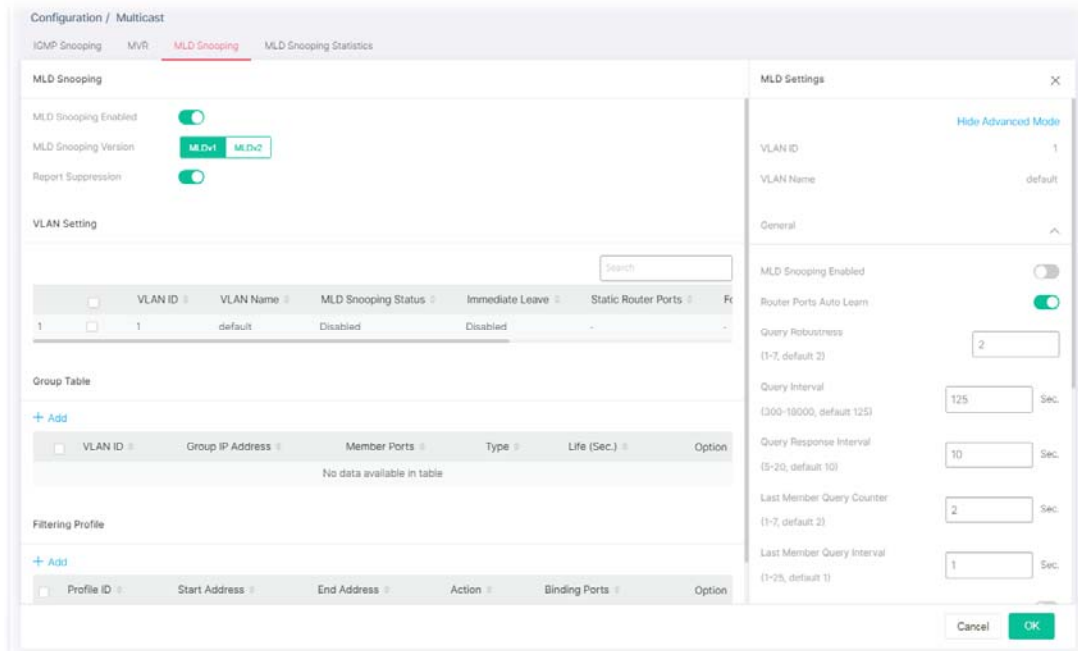 Configuration / Multicast
IGMP Snooping MVR MLD Snooping MLD Snooping Statistics
MLD Snooping
MLD Snooping Enabled
MLD Snooping Version MLDv1 MLDv2
Report Suppression
VLAN Setting
Search
VLAN ID VLAN Name MLD Snooping Status Immediate Leave Static Router Ports Fo
1 1 default Disabled Disabled - -
Group Table
+ Add
VLAN ID Group IP Address Member Ports Type Life (Sec.) Option
No data available in table
Filtering Profile
+ Add
Profile ID Start Address End Address Action Binding Ports Option
MLD Settings
Hide Advanced Mode
VLAN ID 1
VLAN Name default
General
MLD Snooping Enabled
Router Ports Auto Learn
Query Robustness
(1-7, default 2)
2
Query Interval
(300-18000, default 125)
125 Sec.
Query Response Interval
(5-20, default 10)
10 Sec.
Last Member Query Counter
(1-7, default 2)
2 Sec.
Last Member Query Interval
(1-25, default 1)
1 Sec.
Cancel OK